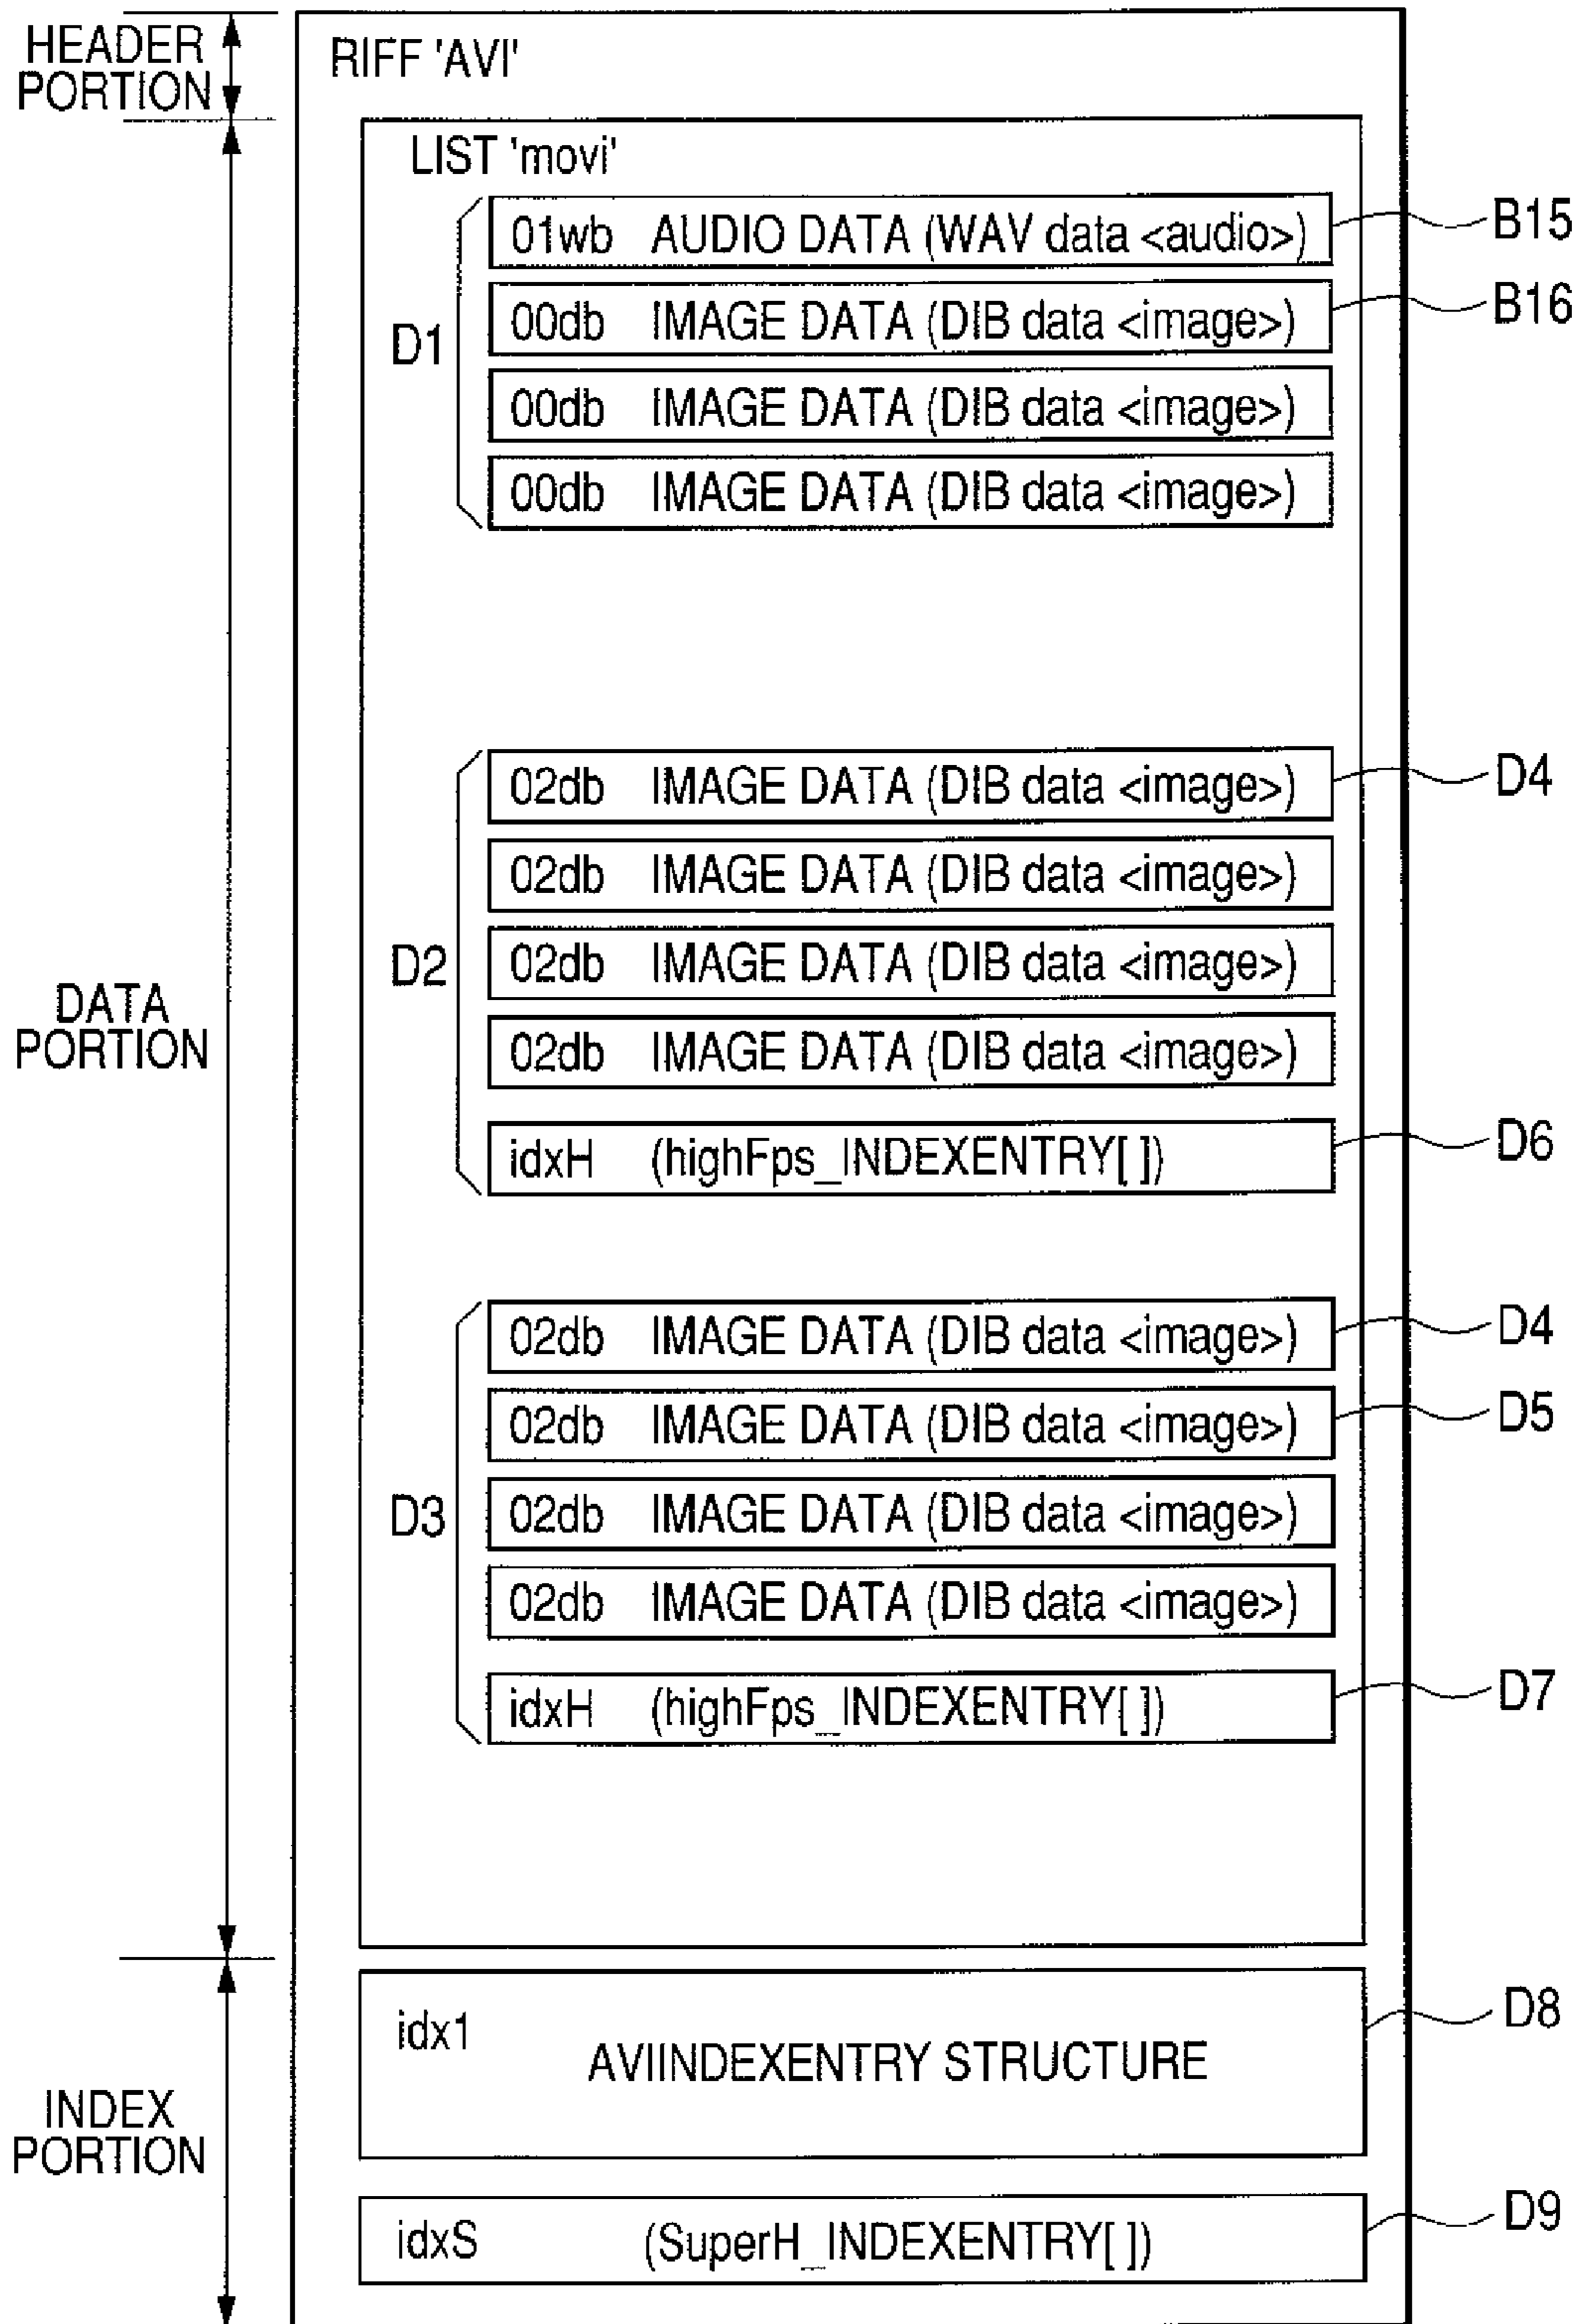 HEADER
PORTION
RIFF 'AVI'
LIST 'movi'
D1
01wb AUDIO DATA (WAV data <audio>)
B15
00db IMAGE DATA (DIB data <image>)
B16
00db IMAGE DATA (DIB data <image>)
00db IMAGE DATA (DIB data <image>)
DATA
PORTION
D2
02db IMAGE DATA (DIB data <image>)
D4
02db IMAGE DATA (DIB data <image>)
02db IMAGE DATA (DIB data <image>)
02db IMAGE DATA (DIB data <image>)
idxH (highFps_INDEXENTRY[ ])
D6
D3
02db IMAGE DATA (DIB data <image>)
D4
02db IMAGE DATA (DIB data <image>)
D5
02db IMAGE DATA (DIB data <image>)
02db IMAGE DATA (DIB data <image>)
idxH (highFps_INDEXENTRY[ ])
D7
INDEX
PORTION
idx1
AVIINDEXENTRY STRUCTURE
D8
idxS (SuperH_INDEXENTRY[ ])
D9